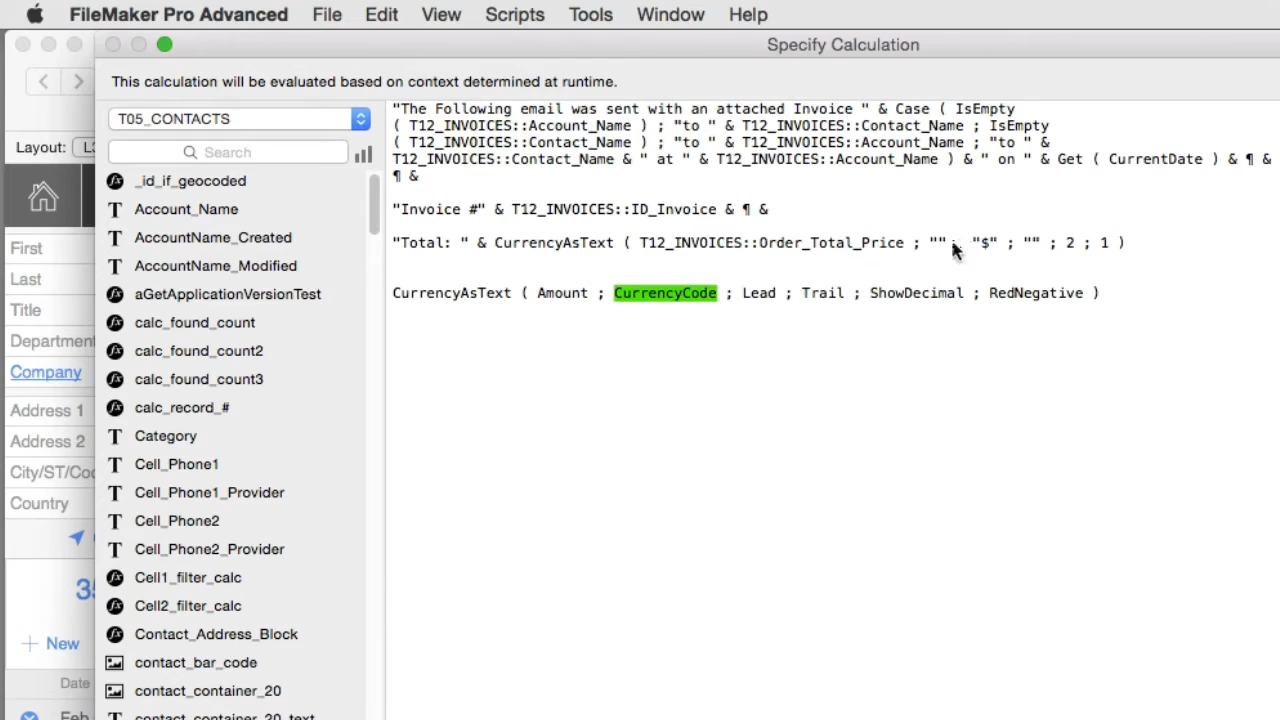 FileMaker Pro Advanced File Edit View Scripts Tools Window Help
Specify Calculation
This calculation will be evaluated based on context determined at runtime.
Layout:
T05_CONTACTS
Search
First
Last
Title
Department
Company
Address 1
Address 2
Country
New
Date
_id_if_geocoded
Account_Name
AccountName_Created
AccountName_Modified
aGetApplicationVersionTest
calc_found_count
calc_found_count2
calc_found_count3
calc_record_#
Category
Cell_Phone1
Cell_Phone1_Provider
Cell_Phone2
Cell_Phone2_Provider
Cell1_filter_calc
Cell2_filter_calc
Contact_Address_Block
contact_bar_code
contact_container_20
contact_container_20_text
"The Following email was sent with an attached Invoice " & Case ( IsEmpty
( T12_INVOICES::Account_Name ) ; "to " & T12_INVOICES::Contact_Name ; IsEmpty
( T12_INVOICES::Contact_Name ) ; "to " & T12_INVOICES::Account_Name ; "to " &
T12_INVOICES::Contact_Name & " at " & T12_INVOICES::Account_Name ) & " on " & Get ( CurrentDate ) & ¶ &
¶ &
"Invoice #" & T12_INVOICES::ID_Invoice & ¶ &
"Total: " & CurrencyAsText ( T12_INVOICES::Order_Total_Price ; "" ; "$" ; "" ; 2 ; 1 )
CurrencyAsText ( Amount ; CurrencyCode ; Lead ; Trail ; ShowDecimal ; RedNegative )